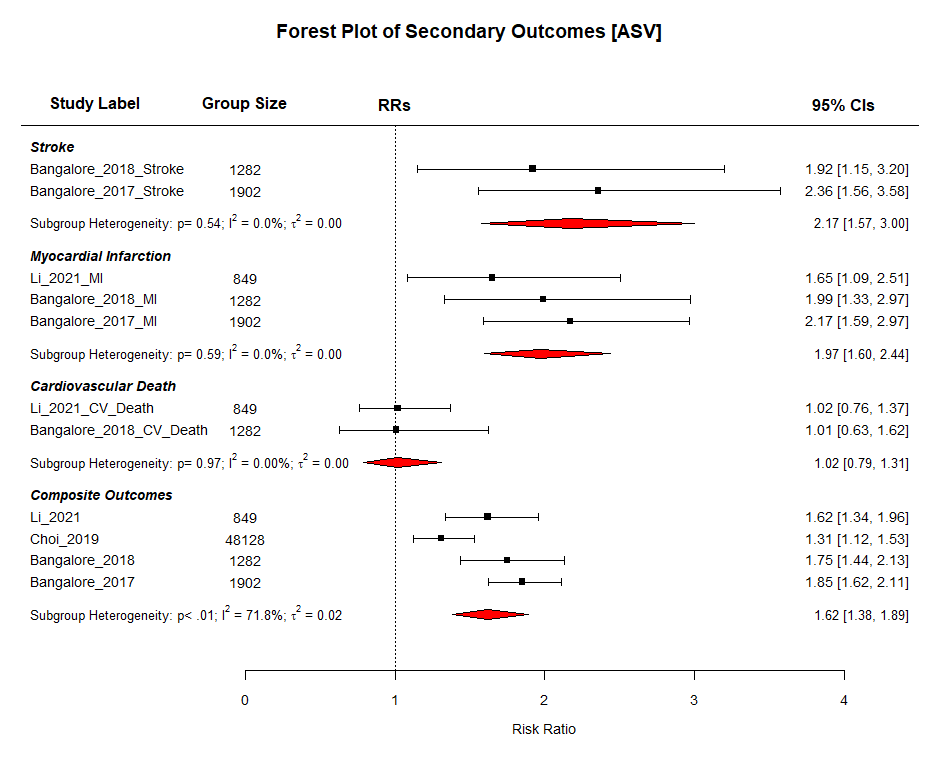 Forest Plot of Secondary Outcomes [ASV]
Study Label Group Size RRs 95% CIs
Stroke
Bangalore_2018_Stroke 1282 1.92 [1.15, 3.20]
Bangalore_2017_Stroke 1902 2.36 [1.56, 3.58]
Subgroup Heterogeneity: p= 0.54; I² = 0.0%; τ² = 0.00 2.17 [1.57, 3.00]
Myocardial Infarction
Li_2021_MI 849 1.65 [1.09, 2.51]
Bangalore_2018_MI 1282 1.99 [1.33, 2.97]
Bangalore_2017_MI 1902 2.17 [1.59, 2.97]
Subgroup Heterogeneity: p= 0.59; I² = 0.0%; τ² = 0.00 1.97 [1.60, 2.44]
Cardiovascular Death
Li_2021_CV_Death 849 1.02 [0.76, 1.37]
Bangalore_2018_CV_Death 1282 1.01 [0.63, 1.62]
Subgroup Heterogeneity: p= 0.97; I² = 0.00%; τ² = 0.00 1.02 [0.79, 1.31]
Composite Outcomes
Li_2021 849 1.62 [1.34, 1.96]
Choi_2019 48128 1.31 [1.12, 1.53]
Bangalore_2018 1282 1.75 [1.44, 2.13]
Bangalore_2017 1902 1.85 [1.62, 2.11]
Subgroup Heterogeneity: p< .01; I² = 71.8%; τ² = 0.02 1.62 [1.38, 1.89]
0 1 2 3 4
Risk Ratio